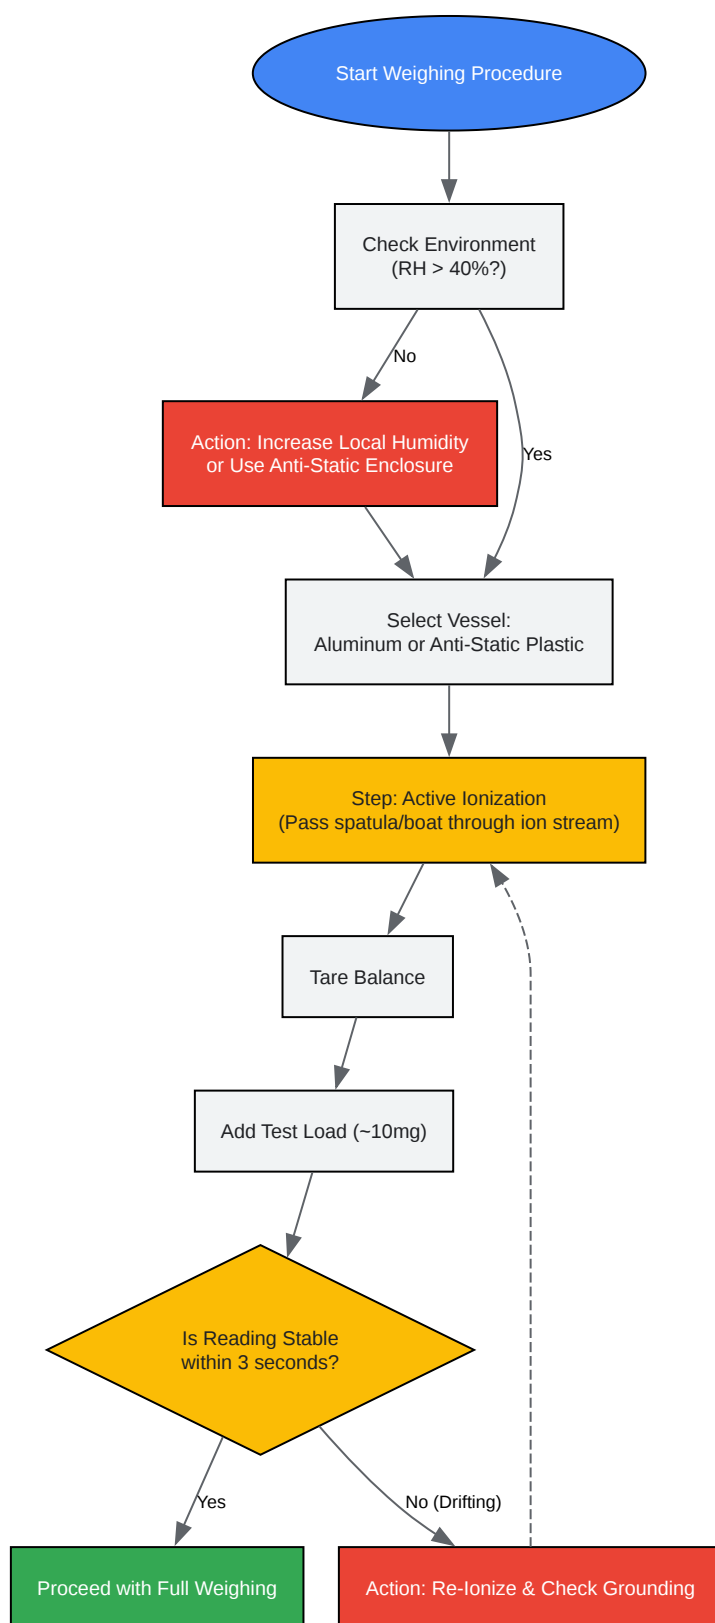 Start Weighing Procedure
Check Environment
(RH > 40%?)
No
Action: Increase Local Humidity
or Use Anti-Static Enclosure
Yes
Select Vessel:
Aluminum or Anti-Static Plastic
Step: Active Ionization
(Pass spatula/boat through ion stream)
Tare Balance
Add Test Load (~10mg)
Is Reading Stable
within 3 seconds?
Yes
No (Drifting)
Proceed with Full Weighing
Action: Re-Ionize & Check Grounding